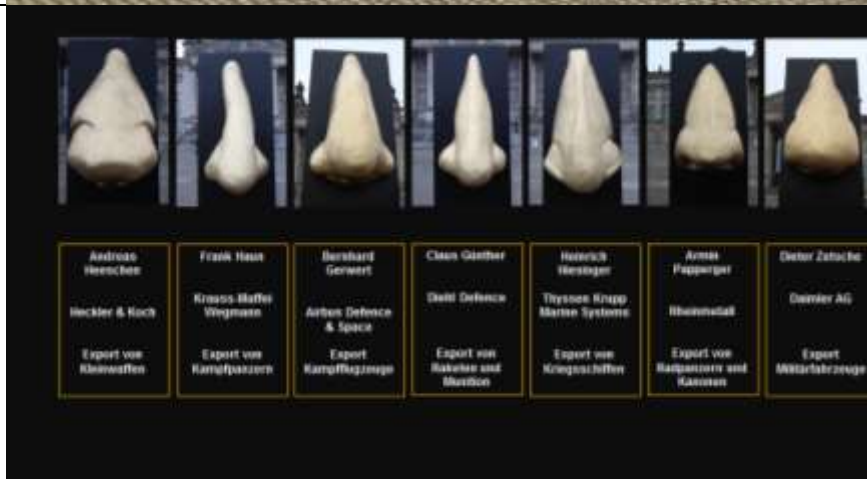 Andreas
Heeschen
Heckler & Koch
Export von
Kleinwaffen
Frank Haun
Krauss-Maffei
Wegmann
Export von
Kampfpanzern
Bernhard
Gerwert
Airbus Defence
& Space
Export
Kampfflugzeuge
Claus Günther
Diehl Defence
Export von
Raketen und
Munition
Heinrich
Hiesinger
Thyssen Krupp
Marine Systems
Export von
Kriegsschiffen
Armin
Papperger
Rheinmetall
Export von
Radpanzern und
Kanonen
Dieter Zetsche
Daimler AG
Export
Militärfahrzeuge